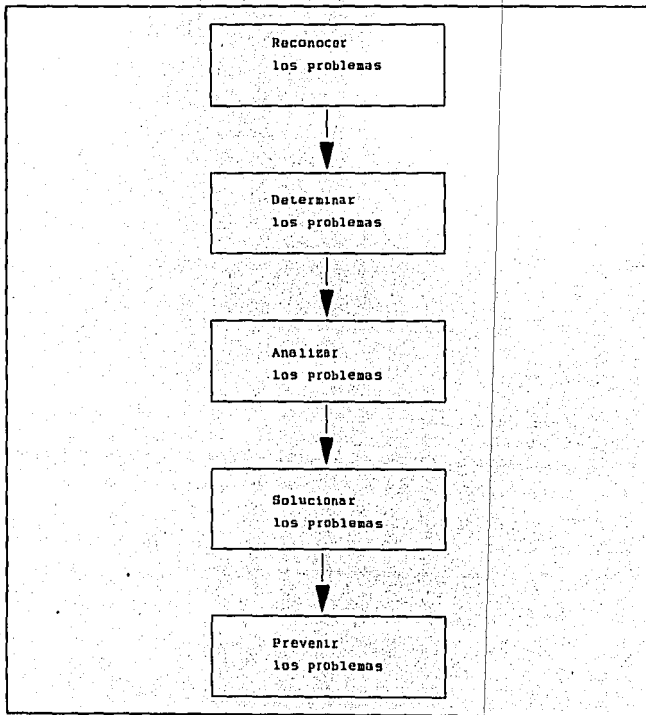 Reconocer
los problemas
Determinar
los problemas
Analizar
los problemas
Solucionar
los problemas
Prevenir
los problemas